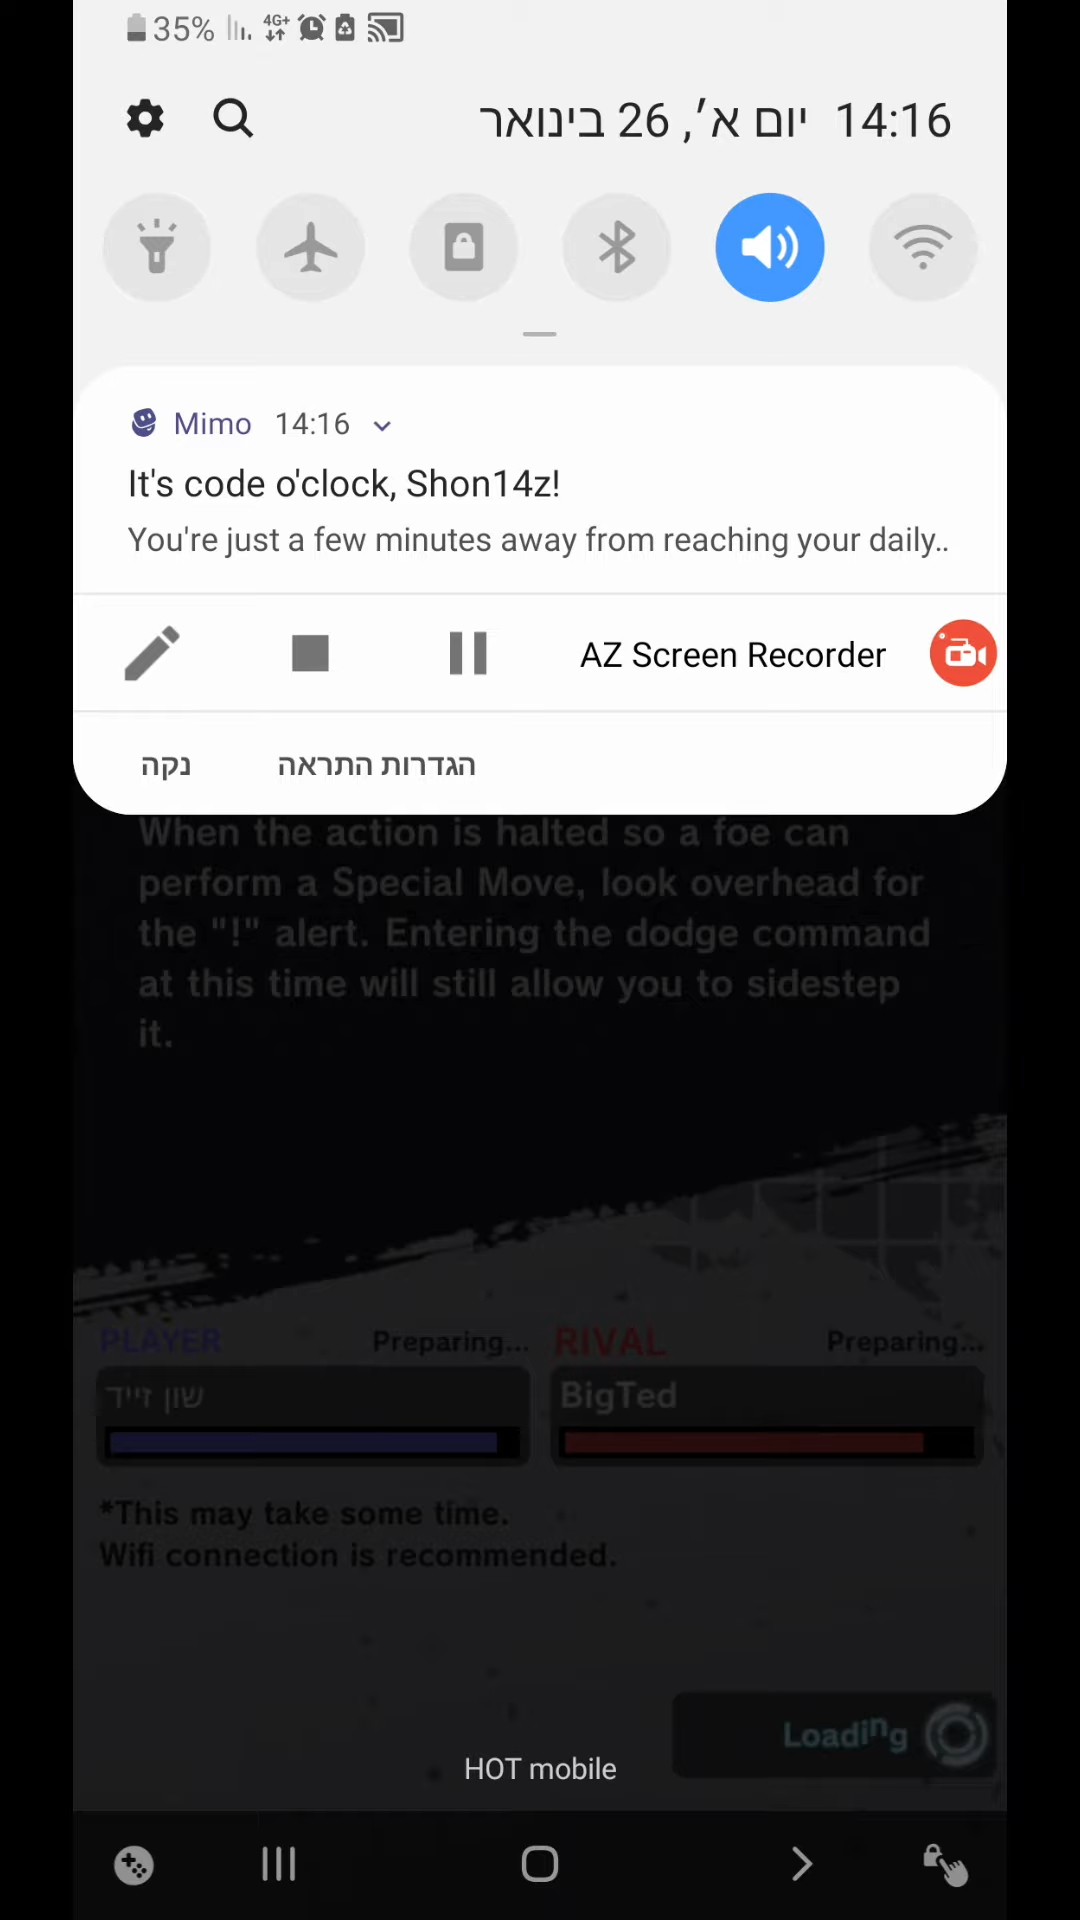 35% 4G+
14:16 יום א׳, 26 בינואר
Mimo 14:16
It's code o'clock, Shon14z!
You're just a few minutes away from reaching your daily..
AZ Screen Recorder
נקה הגדרות התראה
When the action is halted so a foe can
perform a Special Move, look overhead for
the "!" alert. Entering the dodge command
at this time will still allow you to sidestep
it.
PLAYER Preparing... RIVAL Preparing...
שון זייד BigTed
*This may take some time.
Wifi connection is recommended.
Loading
HOT mobile